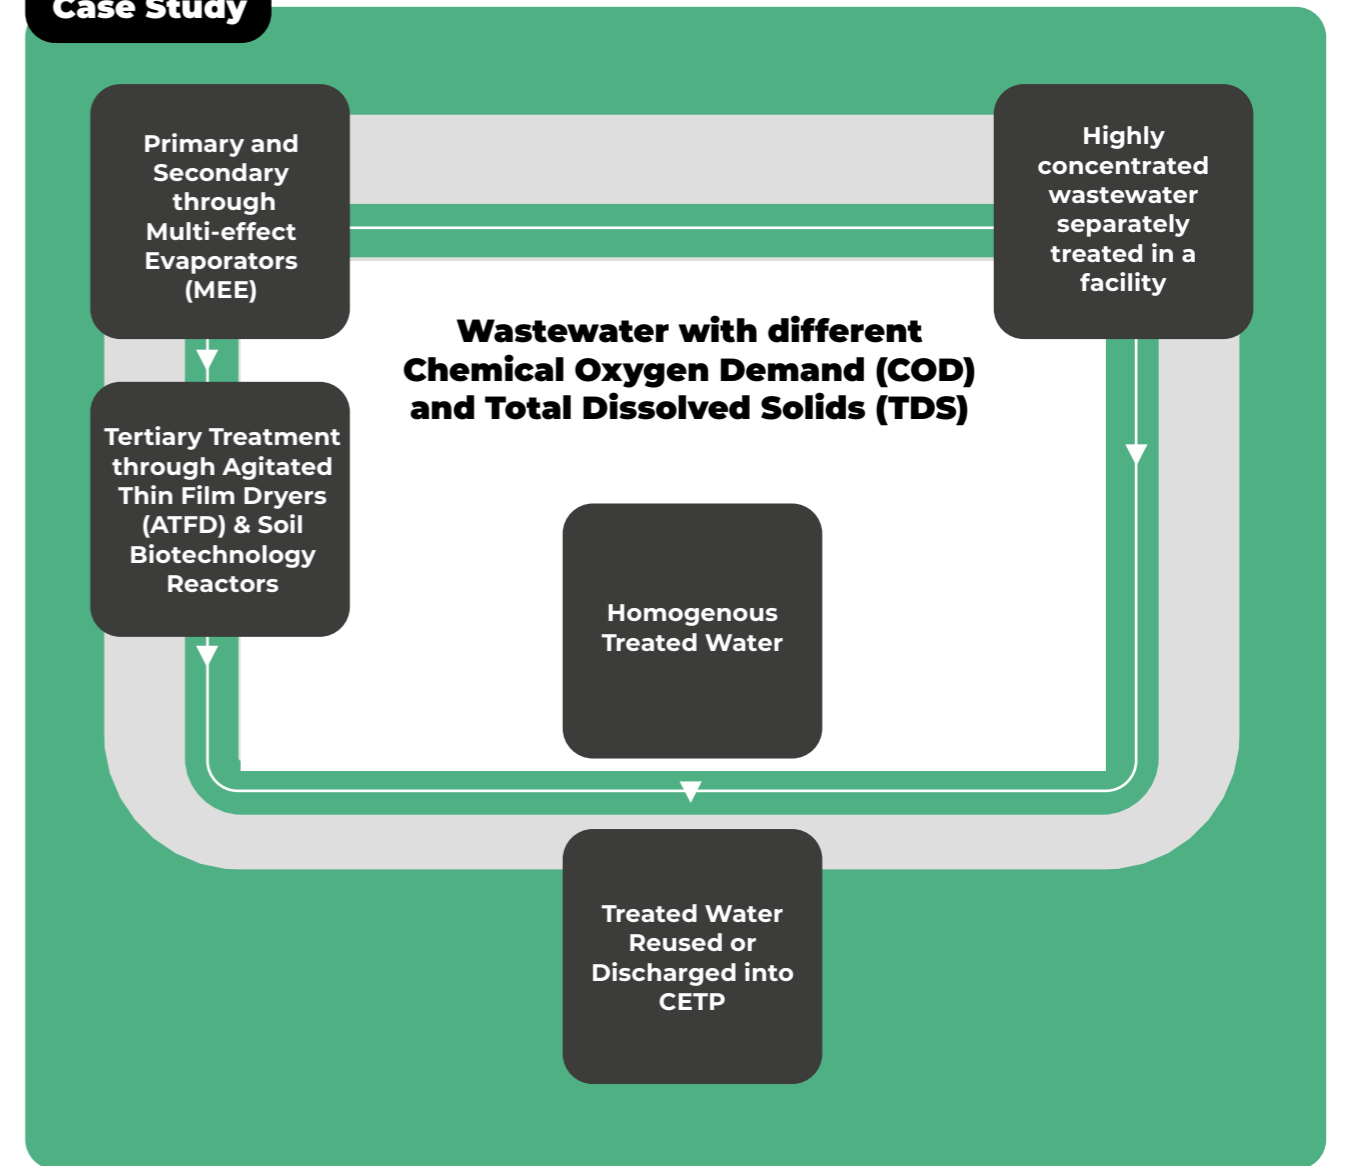 Case Study
Primary and
Secondary
through
Multi-effect
Evaporators
(MEE)
Highly
concentrated
wastewater
separately
treated in a
facility
Wastewater with different
Chemical Oxygen Demand (COD)
and Total Dissolved Solids (TDS)
Tertiary Treatment
through Agitated
Thin Film Dryers
(ATFD) & Soil
Biotechnology
Reactors
Homogenous
Treated Water
Treated Water
Reused or
Discharged into
CETP